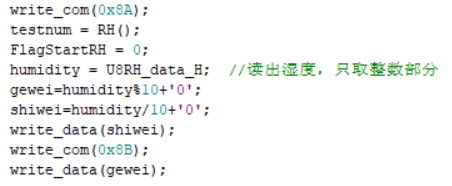 write_com(0x8A);
testnum = RH();
FlagStartRH = 0;
humidity = U8RH_data_H;  //读出湿度，只取整数部分
gewei=humidity%10+'0';
shiwei=humidity/10+'0';
write_data(shiwei);
write_com(0x8B);
write_data(gewei);